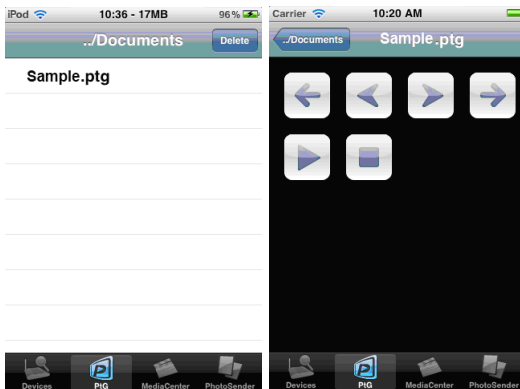 iPod 10:36 - 17MB 96%
../Documents Delete
Sample.ptg
Devices PtG MediaCenter PhotoSender
Carrier 10:20 AM
../Documents Sample.ptg
Devices PtG MediaCenter PhotoSender